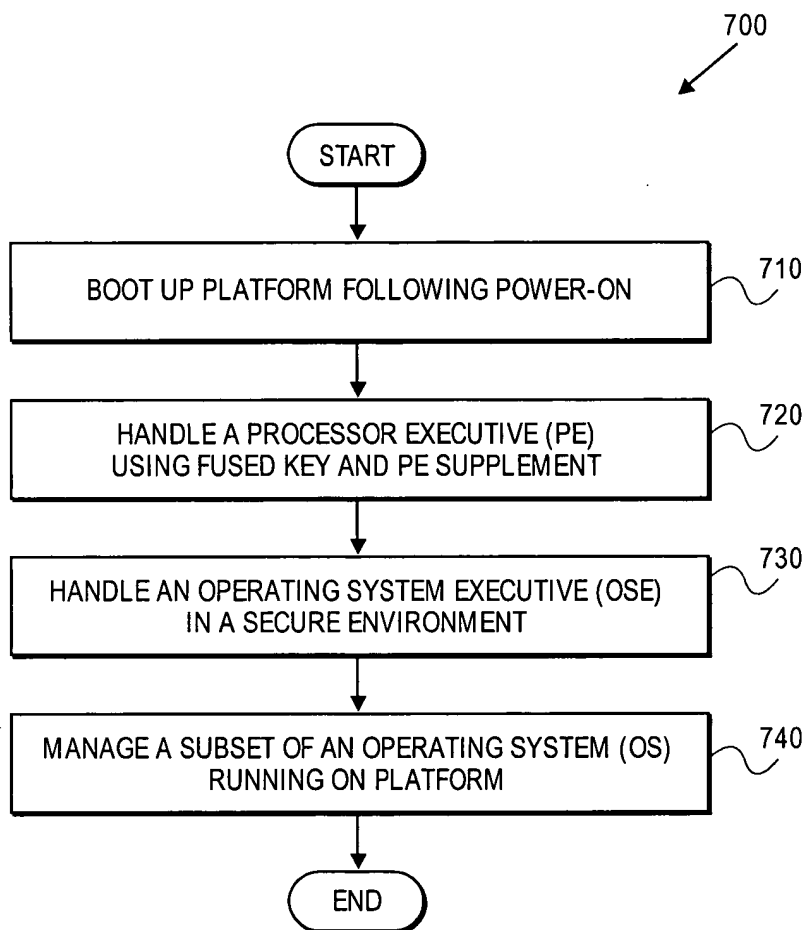 700
START
BOOT UP PLATFORM FOLLOWING POWER-ON
710
HANDLE A PROCESSOR EXECUTIVE (PE)
USING FUSED KEY AND PE SUPPLEMENT
720
HANDLE AN OPERATING SYSTEM EXECUTIVE (OSE)
IN A SECURE ENVIRONMENT
730
MANAGE A SUBSET OF AN OPERATING SYSTEM (OS)
RUNNING ON PLATFORM
740
END